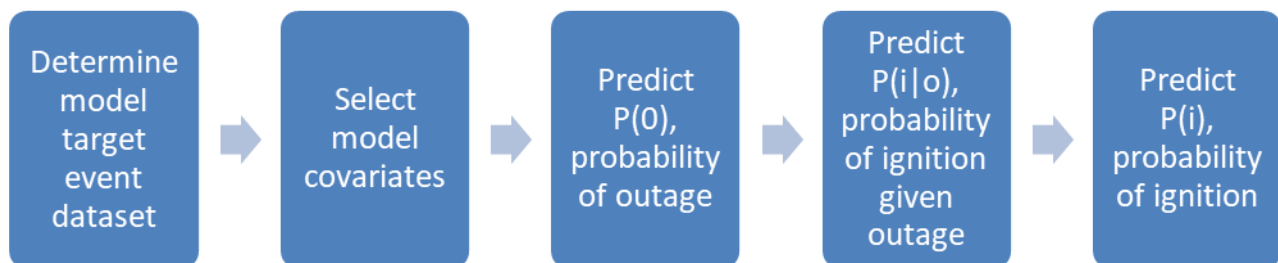 Determine
model
target
event
dataset
Select
model
covariates
Predict
P(0),
probability
of outage
Predict
P(i|o),
probability
of ignition
given
outage
Predict
P(i),
probability
of ignition